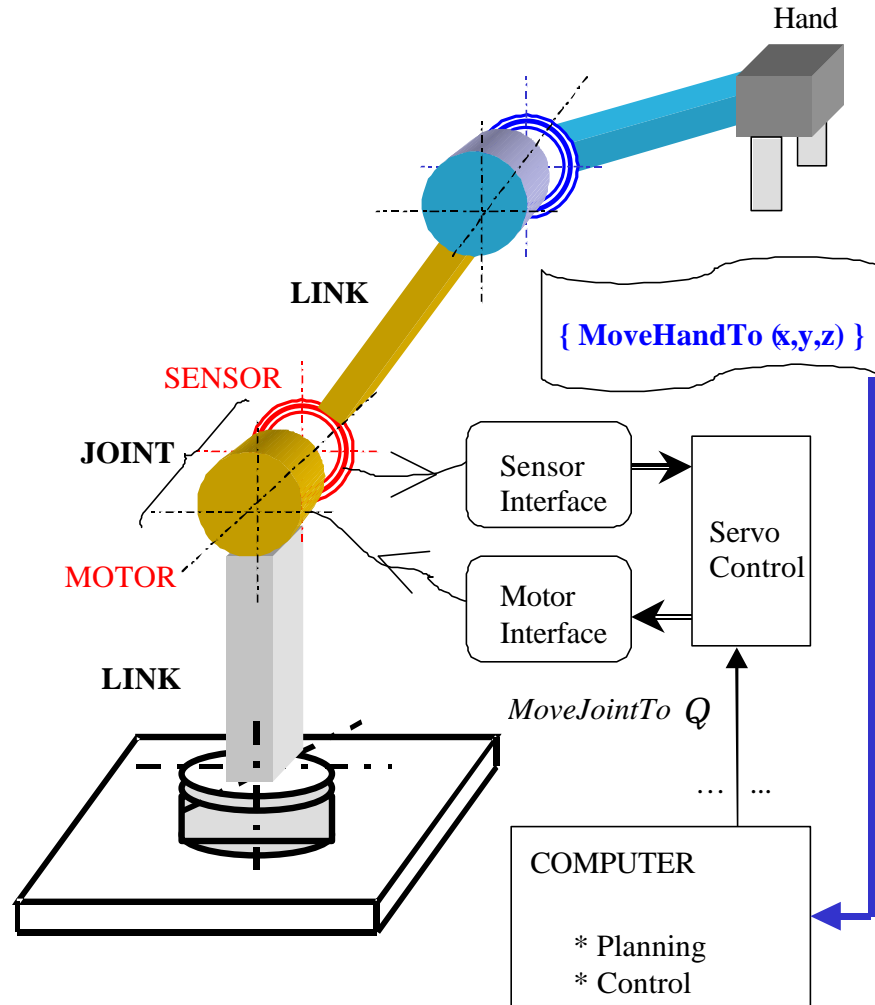 Hand
LINK
{ MoveHandTo (x,y,z) }
SENSOR
JOINT
Sensor
Interface
Servo
Control
MOTOR
Motor
Interface
LINK
MoveJointTo Q
... ...
COMPUTER
* Planning
* Control